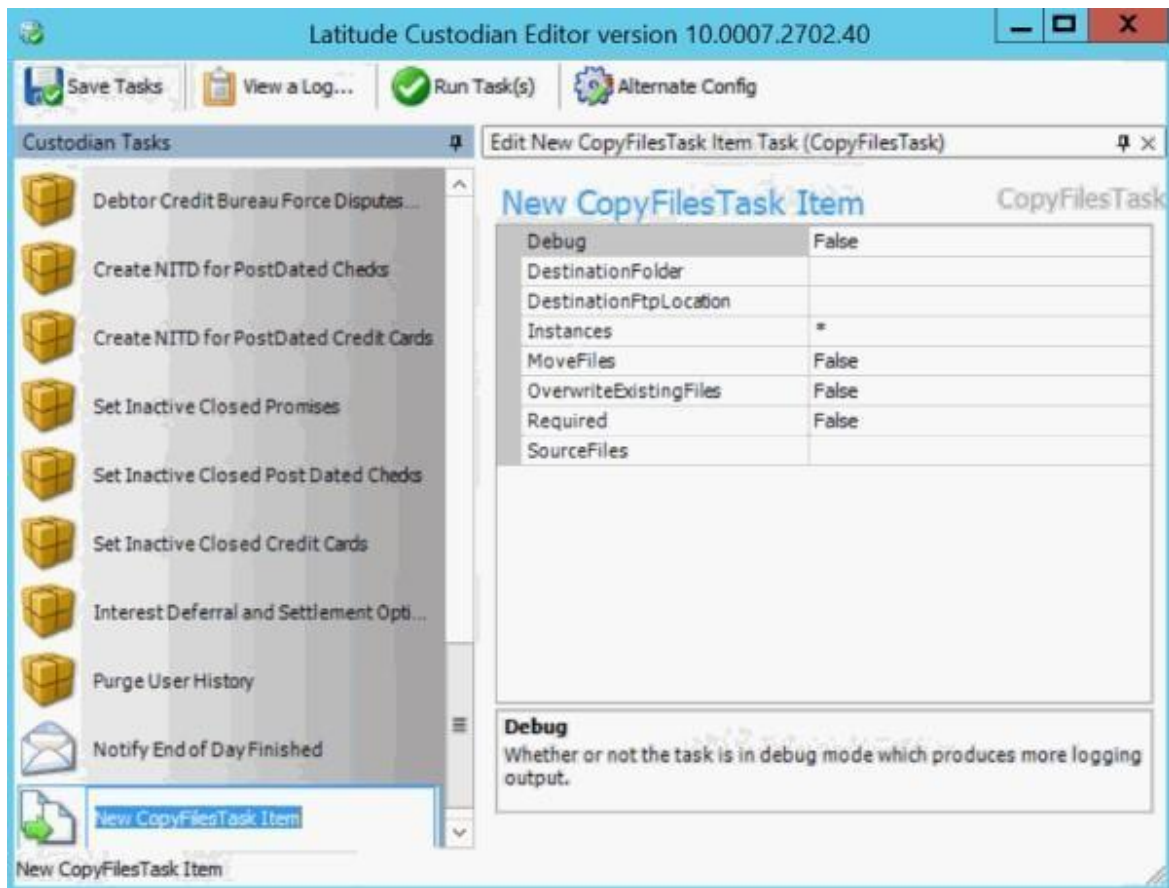 Latitude Custodian Editor version 10.0007.2702.40
Save Tasks View a Log... Run Task(s) Alternate Config
Custodian Tasks
Debtor Credit Bureau Force Disputes...
Create NITD for PostDated Checks
Create NITD for PostDated Credit Cards
Set Inactive Closed Promises
Set Inactive Closed Post Dated Checks
Set Inactive Closed Credit Cards
Interest Deferral and Settlement Opti...
Purge User History
Notify End of Day Finished
New CopyFilesTask Item
Edit New CopyFilesTask Item Task (CopyFilesTask)
New CopyFilesTask Item CopyFilesTask
Debug False
DestinationFolder
DestinationFtpLocation
Instances *
MoveFiles False
OverwriteExistingFiles False
Required False
SourceFiles
Debug
Whether or not the task is in debug mode which produces more logging
output.
New CopyFilesTask Item